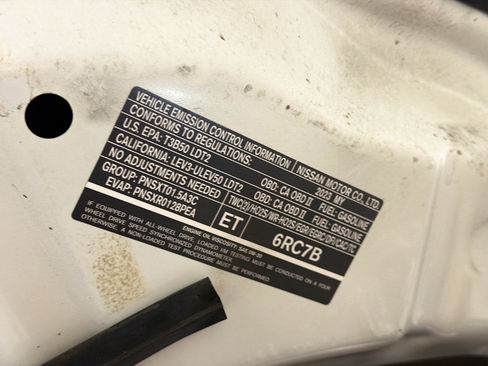 VEHICLE EMISSION CONTROL INFORMATION NISSAN MOTOR CO., LTD.
CONFORMS TO REGULATIONS: 2023 MY
U.S. EPA: T3B50 LDT2 OBD: CA OBD II FUEL: GASOLINE
CALIFORNIA: LEV3-ULEV50 LDT2 OBD: CA OBD II FUEL: GASOLINE
NO ADJUSTMENTS NEEDED
GROUP: PNSXT01.5A3C
EVAP: PNSXR0128PEA
ET
6RC7B
ENGINE OIL VISCOSITY: SAE 0W-20
IF EQUIPPED WITH ALL-WHEEL DRIVE, LOADED I/M TESTING MUST BE CONDUCTED ON A FOUR
WHEEL DRIVE SPEED SYNCHRONIZED DYNAMOMETER.
OTHERWISE, A NON-LOADED TEST PROCEDURE MUST BE PERFORMED.